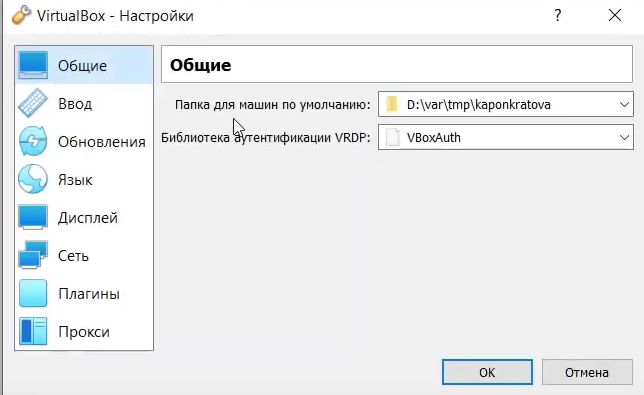 VirtualBox - Настройки
Общие
Ввод
Обновления
Язык
Дисплей
Сеть
Плагины
Прокси
Общие
Папка для машин по умолчанию: D:\var\tmp\kaponkratova
Библиотека аутентификации VRDP: VBoxAuth
OK Отмена